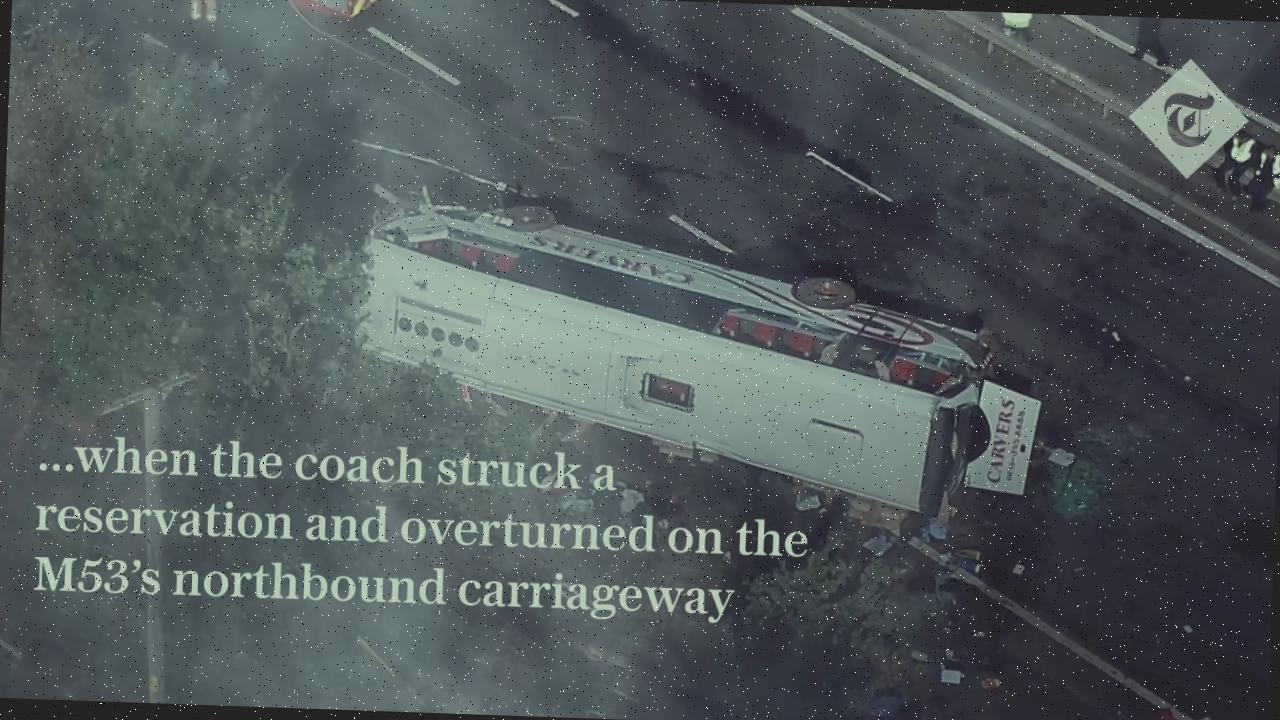 T
CARVERS
CARVERS
...when the coach struck a
reservation and overturned on the
M53’s northbound carriageway